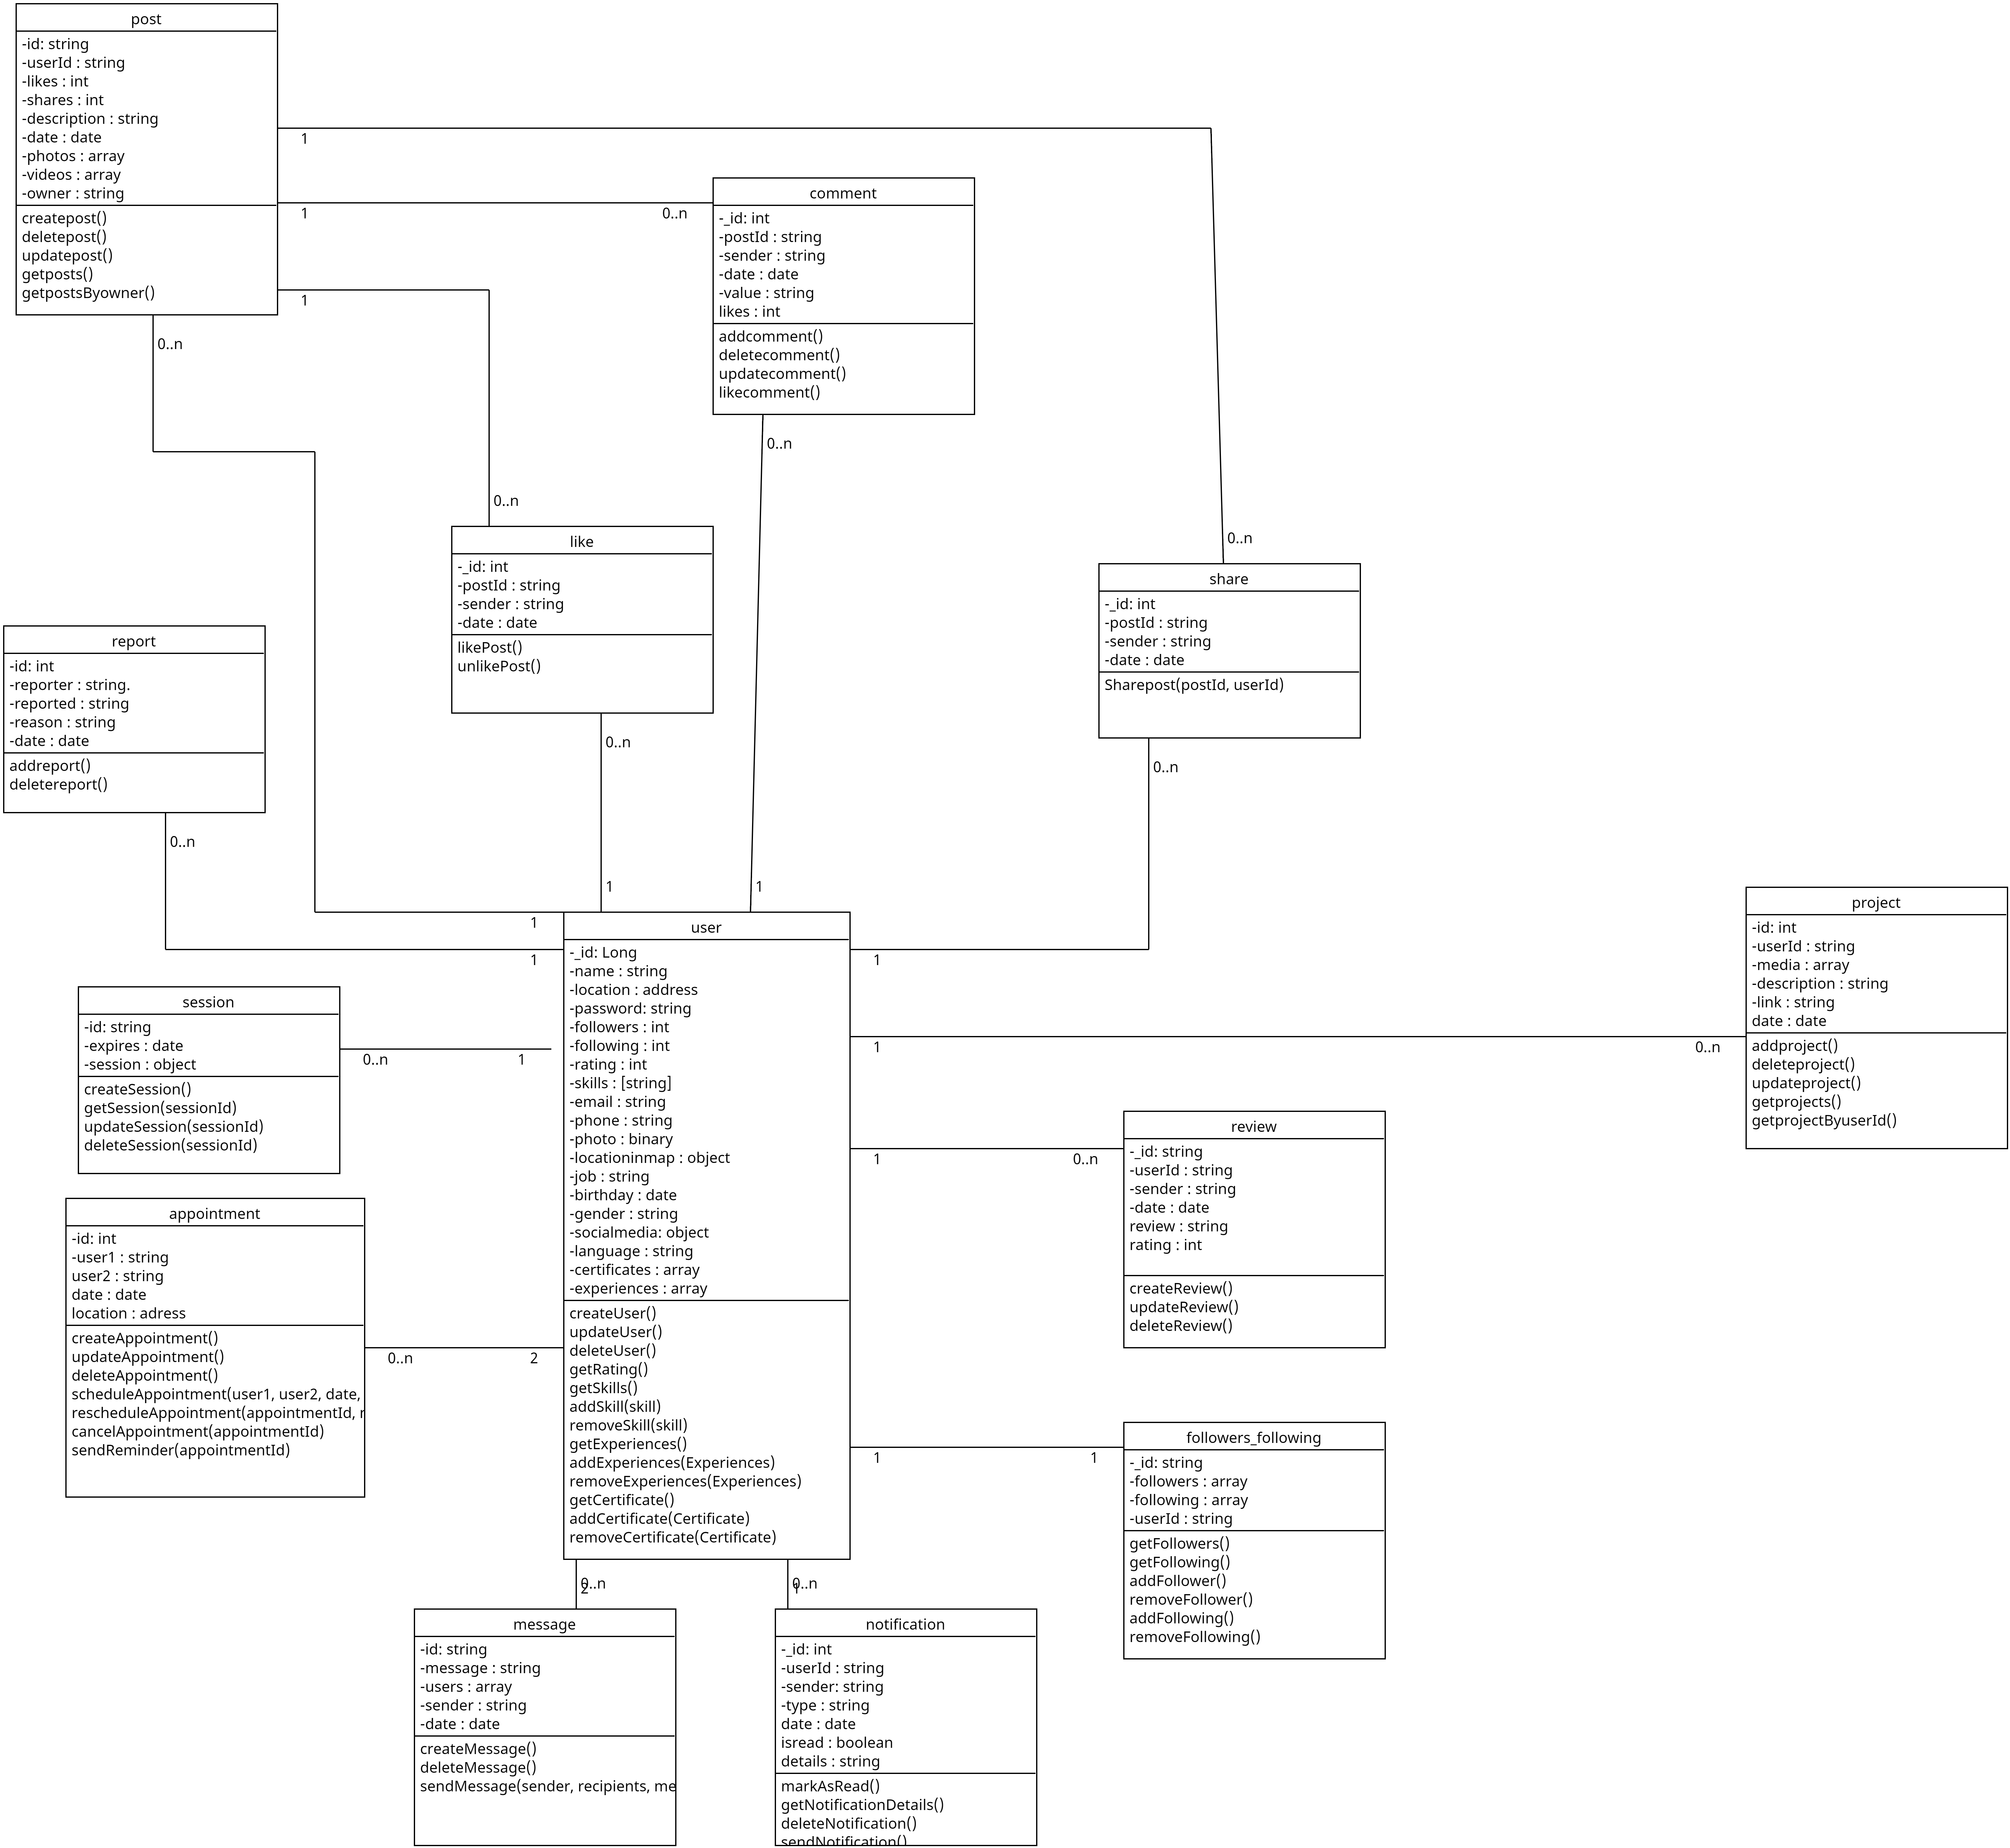 post
-id: string
-userId : string
-likes : int
-shares : int
-description : string
-date : date
-photos : array
-videos : array
-owner : string
createpost()
deletepost()
updatepost()
getposts()
getpostsByowner()
1
1
0..n
1
0..n
comment
-_id: int
-postId : string
-sender : string
-date : date
-value : string
likes : int
addcomment()
deletecomment()
updatecomment()
likecomment()
0..n
0..n
0..n
like
-_id: int
-postId : string
-sender : string
-date : date
likePost()
unlikePost()
0..n
1
1
share
-_id: int
-postId : string
-sender : string
-date : date
Sharepost(postId, userId)
0..n
report
-id: int
-reporter : string.
-reported : string
-reason : string
-date : date
addreport()
deletereport()
0..n
1
1
1
user
-_id: Long
-name : string
-location : address
-password: string
-followers : int
-following : int
-rating : int
-skills : [string]
-email : string
-phone : string
-photo : binary
-locationinmap : object
-job : string
-birthday : date
-gender : string
-socialmedia: object
-language : string
-certificates : array
-experiences : array
createUser()
updateUser()
deleteUser()
getRating()
getSkills()
addSkill(skill)
removeSkill(skill)
getExperiences()
addExperiences(Experiences)
removeExperiences(Experiences)
getCertificate()
addCertificate(Certificate)
removeCertificate(Certificate)
project
-id: int
-userId : string
-media : array
-description : string
-link : string
date : date
addproject()
deleteproject()
updateproject()
getprojects()
getprojectByuserId()
1
0..n
session
-id: string
-expires : date
-session : object
createSession()
getSession(sessionId)
updateSession(sessionId)
deleteSession(sessionId)
0..n
1
review
-_id: string
-userId : string
-sender : string
-date : date
review : string
rating : int
createReview()
updateReview()
deleteReview()
1
0..n
appointment
-id: int
-user1 : string
user2 : string
date : date
location : adress
createAppointment()
updateAppointment()
deleteAppointment()
scheduleAppointment(user1, user2, date,
rescheduleAppointment(appointmentId,
cancelAppointment(appointmentId)
sendReminder(appointmentId)
0..n
2
followers_following
-_id: string
-followers : array
-following : array
-userId : string
getFollowers()
getFollowing()
addFollower()
removeFollower()
addFollowing()
removeFollowing()
1
1
0..n
2
0..n
1
message
-id: string
-message : string
-users : array
-sender : string
-date : date
createMessage()
deleteMessage()
sendMessage(sender, recipients, me
notification
-_id: int
-userId : string
-sender: string
-type : string
date : date
isread : boolean
details : string
markAsRead()
getNotificationDetails()
deleteNotification()
sendNotification()